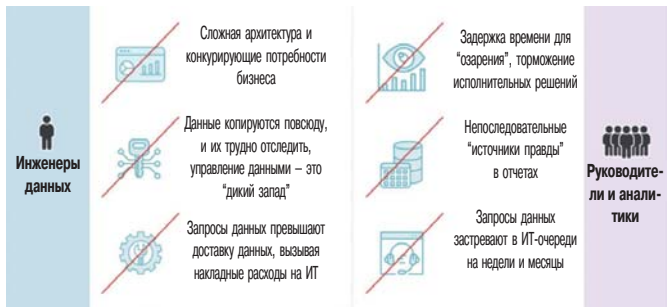 Инженеры
данных
Сложная архитектура и
конкурирующие потребности
бизнеса
Данные копируются повсюду,
и их трудно отследить,
управление данными – это
“дикий запад”
Запросы данных превышают
доставку данных, вызывая
накладные расходы на ИТ
Задержка времени для
“озарения”, торможение
исполнительных решений
Непоследовательные
“источники правды”
в отчетах
Запросы данных
застревают в ИТ-очереди
на недели и месяцы
Руководите-
ли и анали-
тики